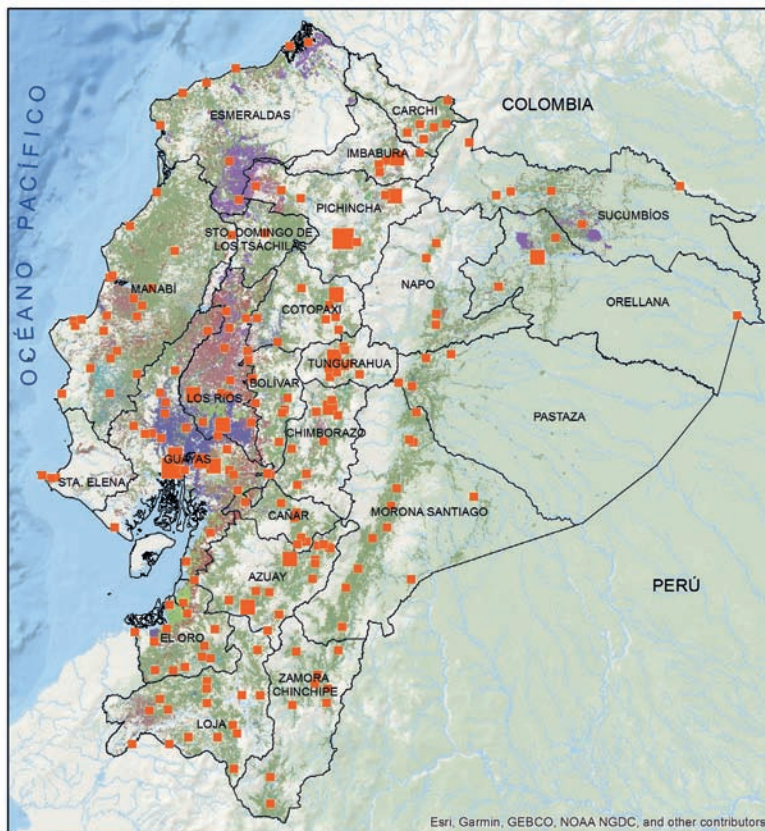 OCÉANO PACÍFICO
ESMERALDAS
CARCHI
COLOMBIA
IMBABURA
PICHINCHA
SUCUMBÍOS
STO. DOMINGO DE
LOS TSÁCHILAS
MANABÍ
COTOPAXI
NAPO
ORELLANA
TUNGURAHUA
BOLÍVAR
LOS RÍOS
PASTAZA
CHIMBORAZO
GUAYAS
STA. ELENA
MORONA SANTIAGO
CAÑAR
AZUAY
PERÚ
EL ORO
ZAMORA
CHINCHIPE
LOJA
Esri, Garmin, GEBCO, NOAA NGDC, and other contributors